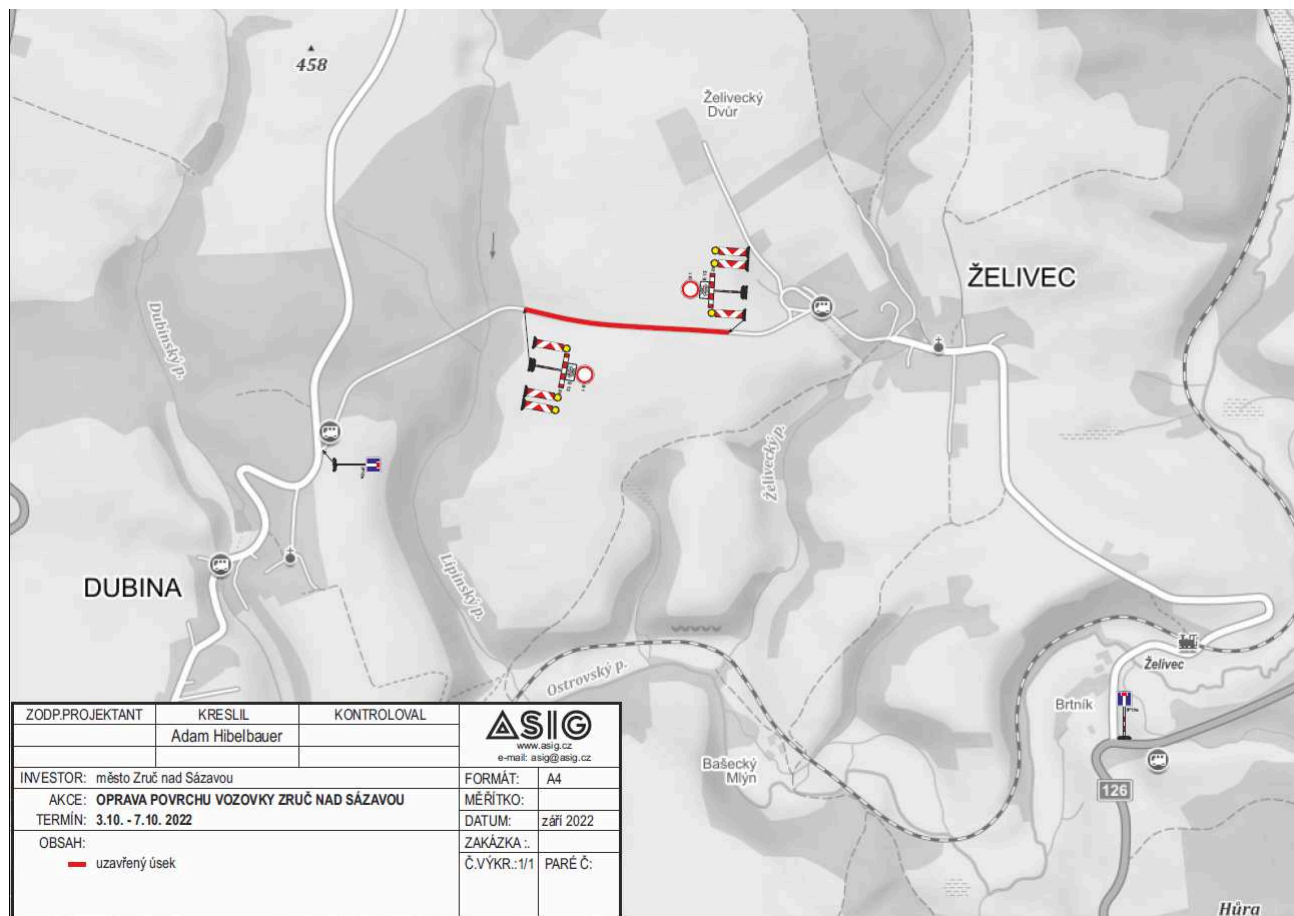 458
Želivecký
Dvůr
ŽELIVEC
Dubinský p.
Želivecký p.
Lipinský p.
DUBINA
Ostrovský p.
Želivec
Brtník
Bašecký
Mlýn
126
Hůra
ZODP.PROJEKTANT KRESLIL KONTROLOVAL
Adam Hibelbauer
ASIG
www.asig.cz
e-mail: asig@asig.cz
INVESTOR: město Zruč nad Sázavou
FORMÁT: A4
AKCE: OPRAVA POVRCHU VOZOVKY ZRUČ NAD SÁZAVOU
MĚŘÍTKO:
TERMÍN: 3.10. - 7.10. 2022
DATUM: září 2022
OBSAH:
ZAKÁZKA :.
uzavřený úsek
Č.VÝKR.:1/1 PARÉ Č: